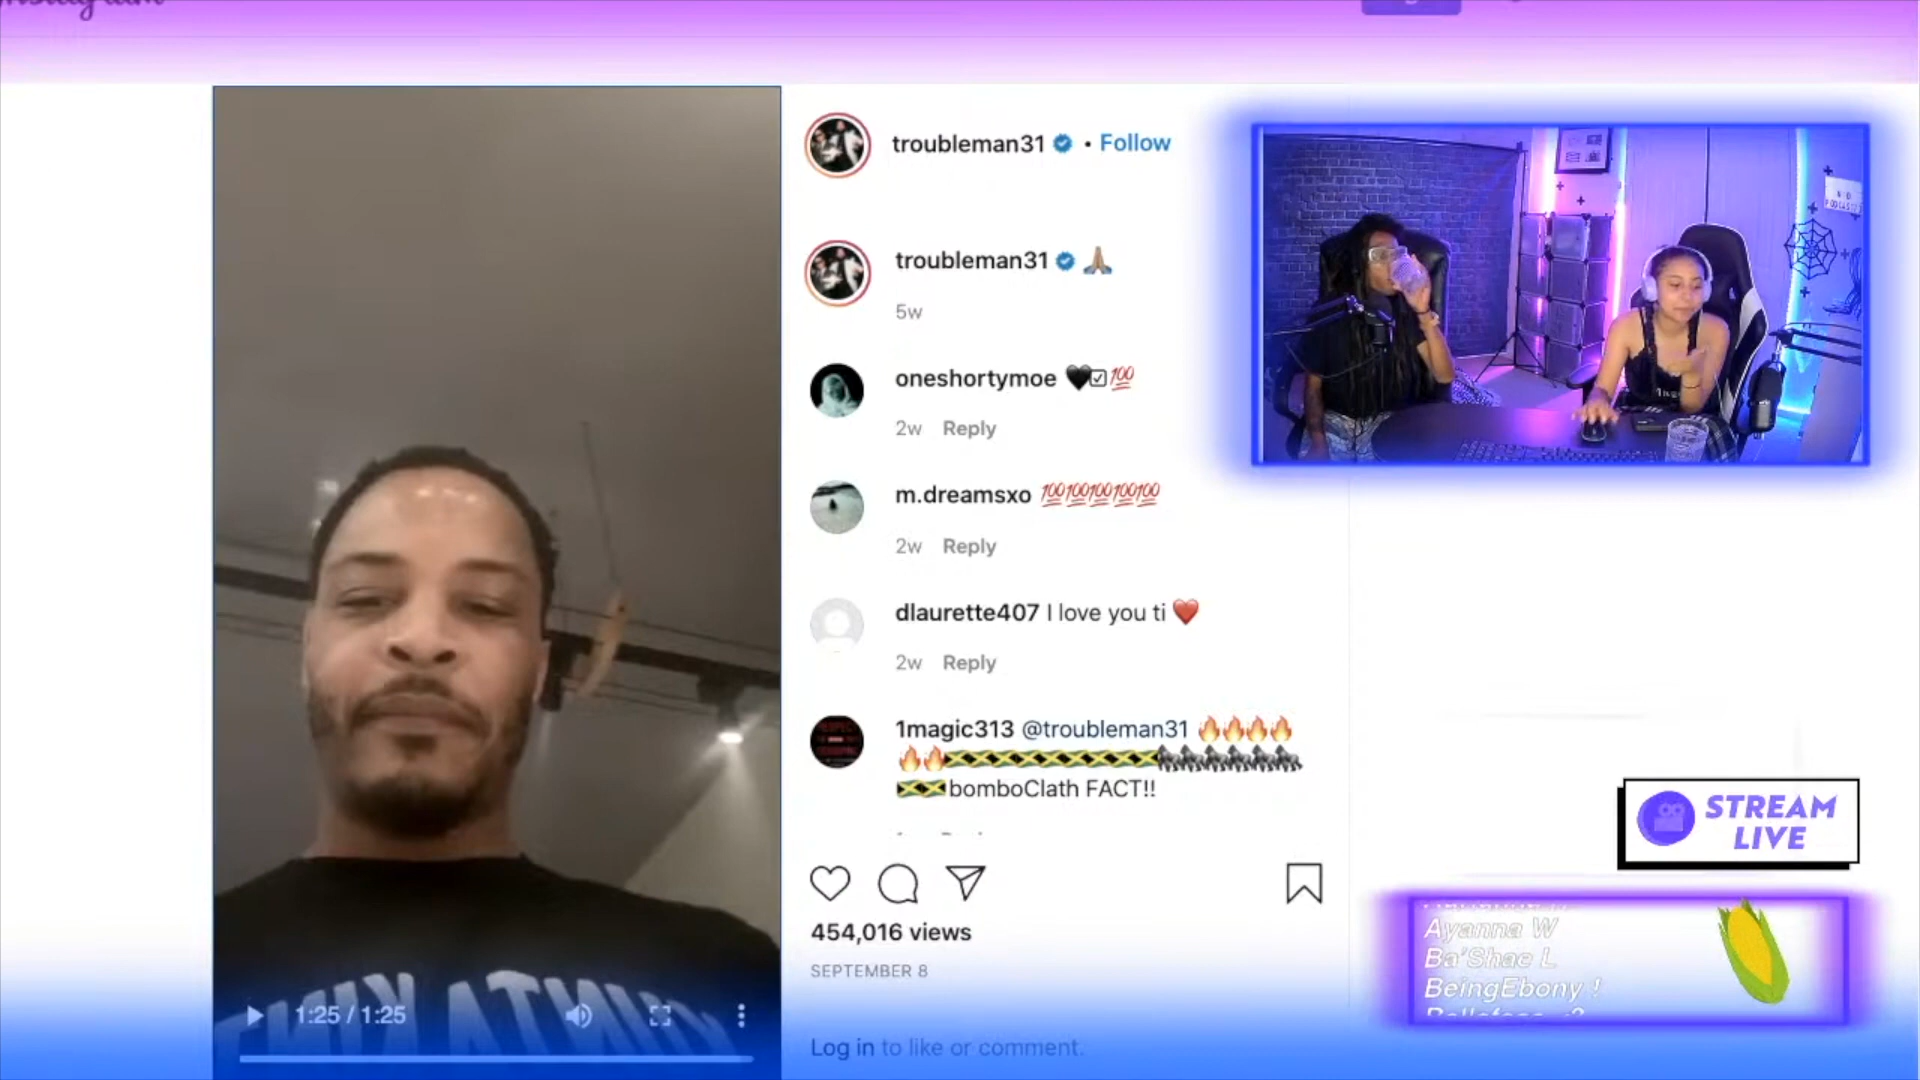 troubleman31 • Follow
troubleman31 🙏🏽
5w
oneshortymoe 🖤☑💯
2w Reply
m.dreamsxo 💯💯💯💯💯
2w Reply
dlaurette407 I love you ti ❤️
2w Reply
1magic313 @troubleman31 🔥🔥🔥🔥
🔥🔥🇯🇲🇯🇲🇯🇲🇯🇲🇯🇲🇯🇲🇯🇲🇯🇲🇯🇲🦍🦍🦍🦍🦍🦍
🇯🇲🇯🇲bomboClath FACT!!
454,016 views
SEPTEMBER 8
Log in to like or comment.
1:25 / 1:25
STREAM
LIVE
Ayanna W
Ba'Shae L
BeingEbony !